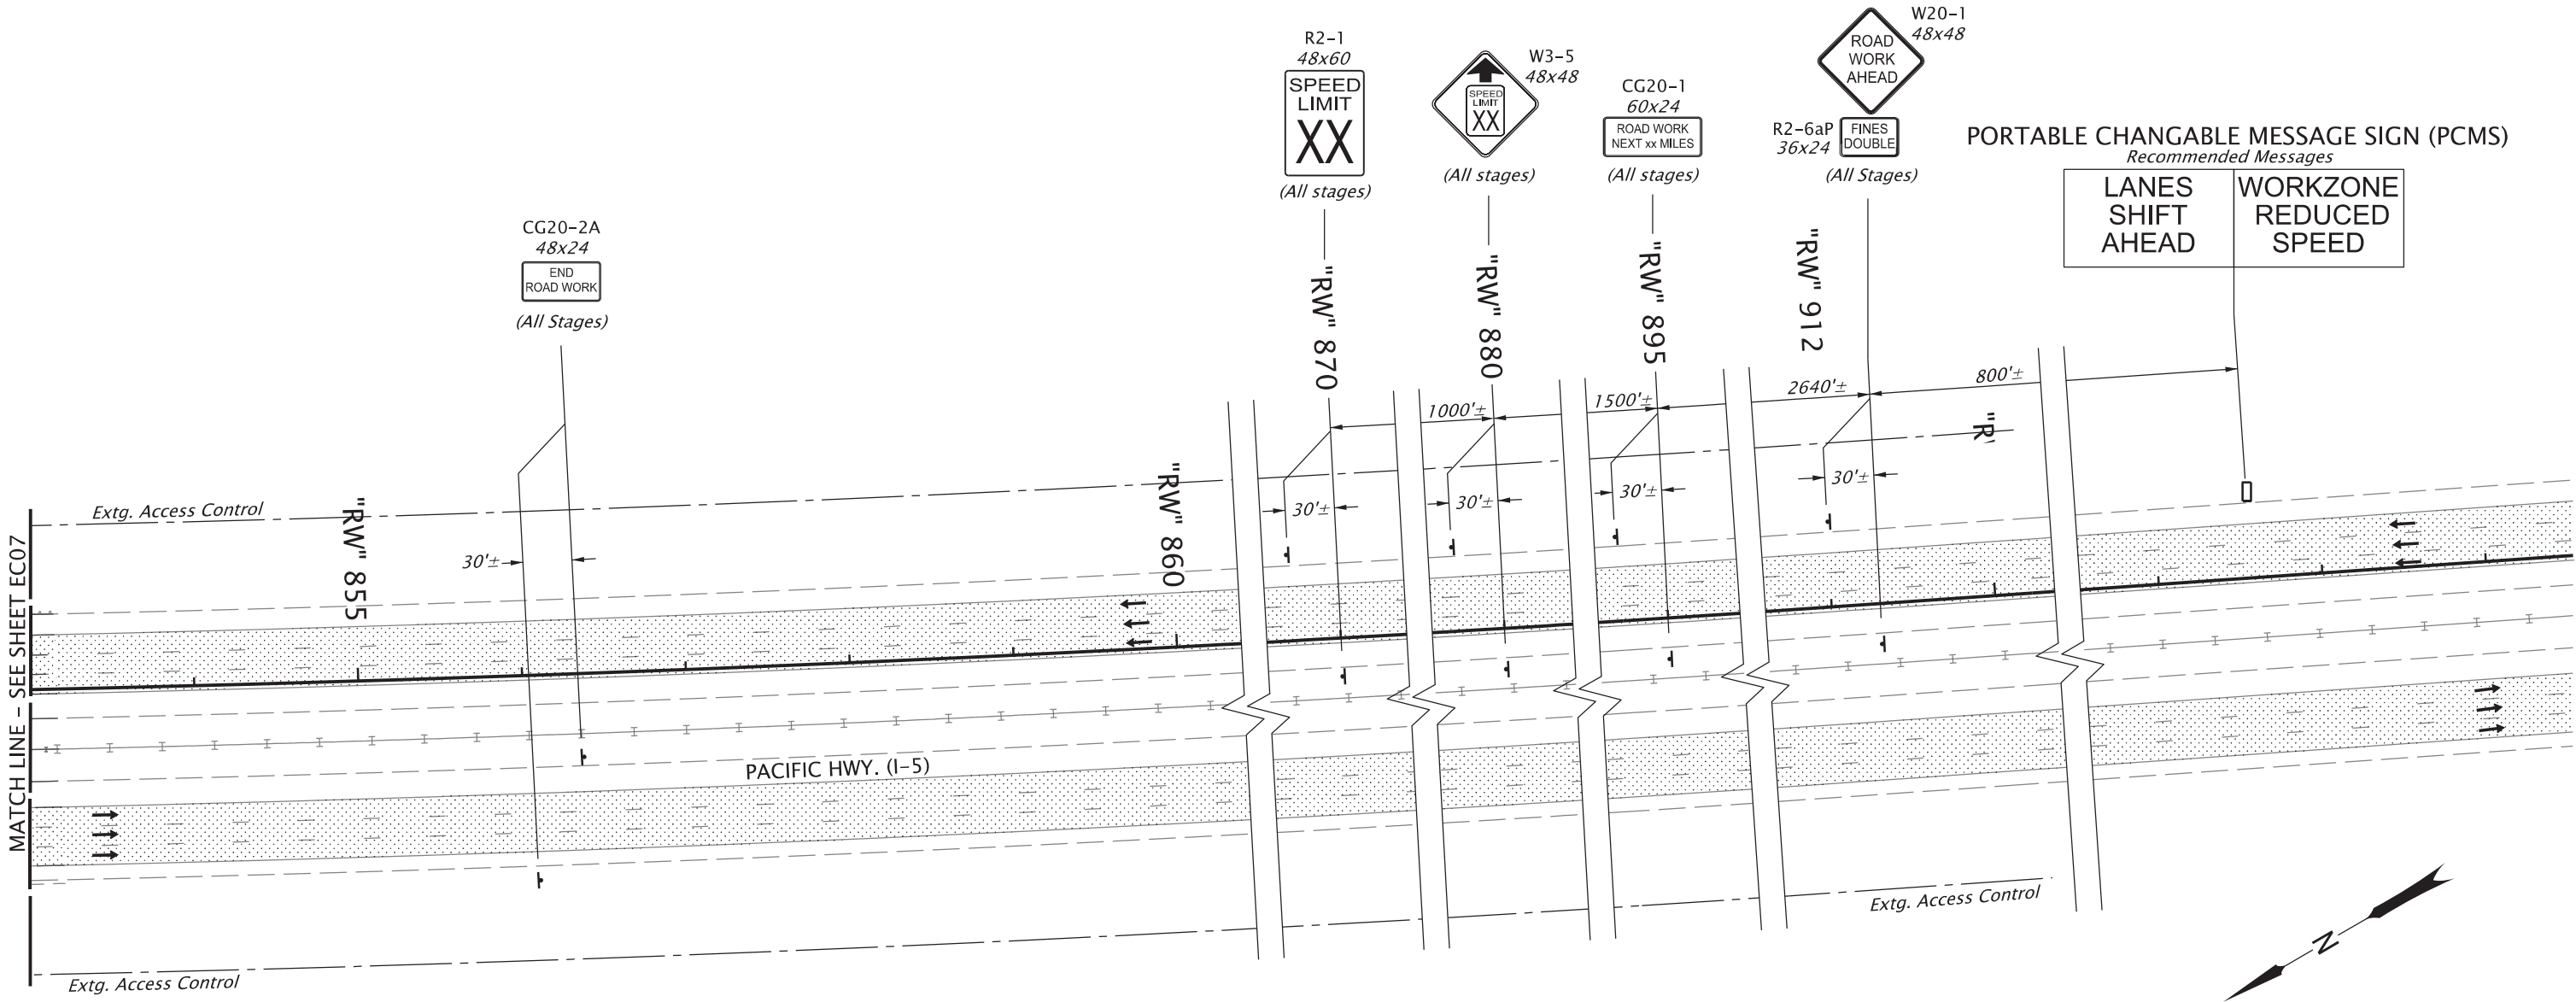 R2-1
48x60
SPEED
LIMIT
XX
(All stages)
W3-5
48x48
SPEED
LIMIT
XX
(All stages)
CG20-1
60x24
ROAD WORK
NEXT xx MILES
(All stages)
W20-1
48x48
ROAD
WORK
AHEAD
R2-6aP
36x24
FINES
DOUBLE
(All Stages)
PORTABLE CHANGABLE MESSAGE SIGN (PCMS)
Recommended Messages
LANES
SHIFT
AHEAD
WORKZONE
REDUCED
SPEED
CG20-2A
48x24
END
ROAD WORK
(All Stages)
"RW" 855
"RW" 860
"RW" 870
"RW" 880
"RW" 895
"RW" 912
"R
1000'±
1500'±
2640'±
800'±
30'±
30'±
30'±
30'±
30'±
Extg. Access Control
MATCH LINE - SEE SHEET EC07
PACIFIC HWY. (I-5)
Extg. Access Control
Extg. Access Control
N